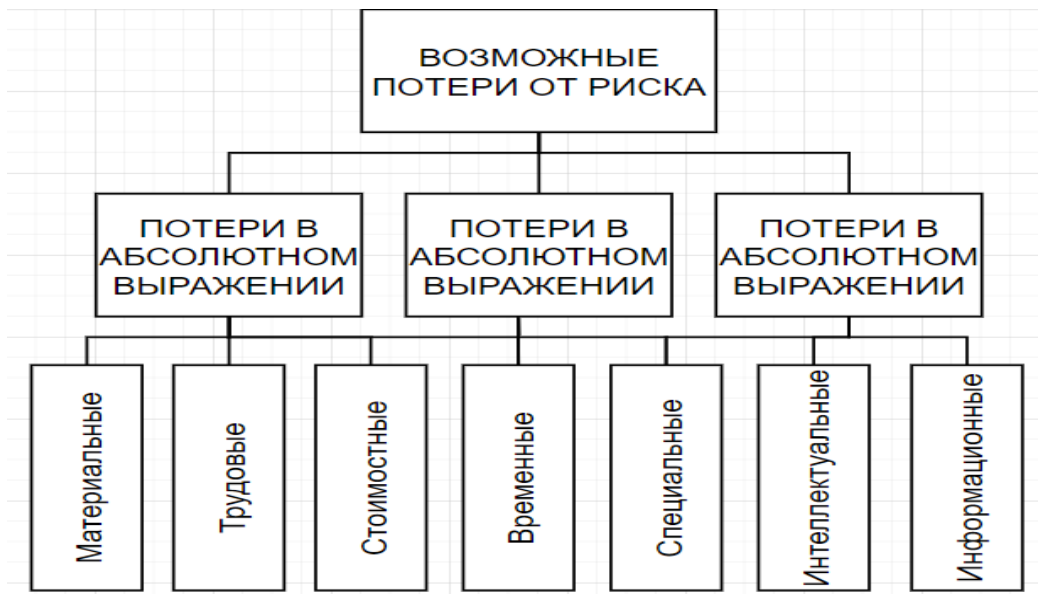 ВОЗМОЖНЫЕ
ПОТЕРИ ОТ РИСКА
ПОТЕРИ В
АБСОЛЮТНОМ
ВЫРАЖЕНИИ
ПОТЕРИ В
АБСОЛЮТНОМ
ВЫРАЖЕНИИ
ПОТЕРИ В
АБСОЛЮТНОМ
ВЫРАЖЕНИИ
Материальные
Трудовые
Стоимостные
Временные
Специальные
Интеллектуальные
Информационные